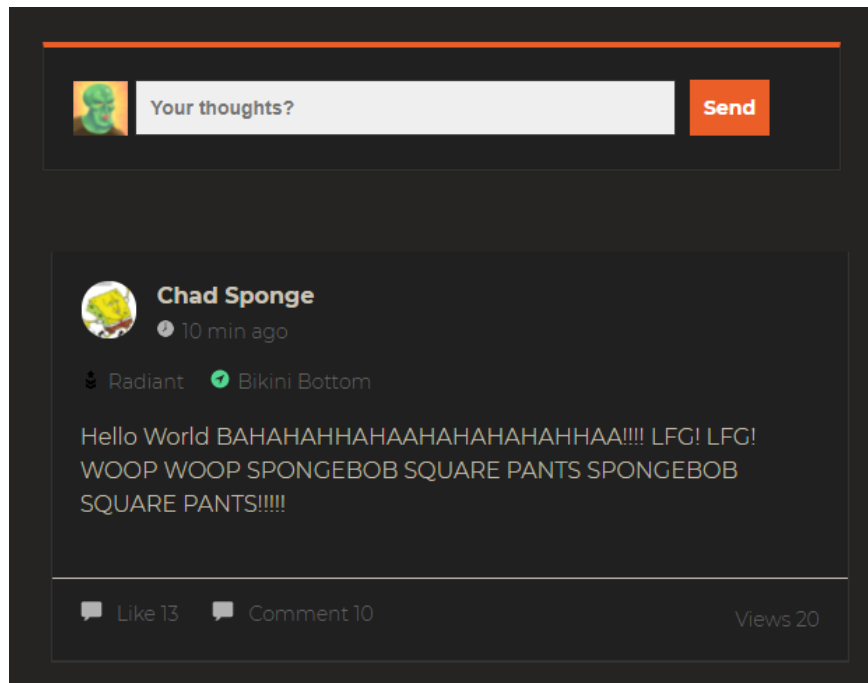 Your thoughts?
Send
Chad Sponge
10 min ago
Radiant
Bikini Bottom
Hello World BAHAHAHHAHAAHAHAHAHAHHAA!!!! LFG! LFG!
WOOP WOOP SPONGEBOB SQUARE PANTS SPONGEBOB
SQUARE PANTS!!!!!
Like 13
Comment 10
Views 20